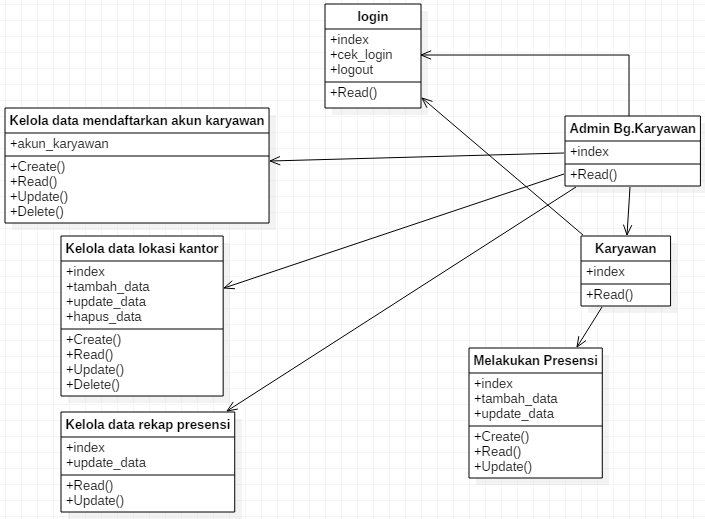 login
+index
+cek_login
+logout
+Read()
Kelola data mendaftarkan akun karyawan
+akun_karyawan
+Create()
+Read()
+Update()
+Delete()
Admin Bg.Karyawan
+index
+Read()
Kelola data lokasi kantor
+index
+tambah_data
+update_data
+hapus_data
+Create()
+Read()
+Update()
+Delete()
Karyawan
+index
+Read()
Melakukan Presensi
+index
+tambah_data
+update_data
+Create()
+Read()
+Update()
Kelola data rekap presensi
+index
+update_data
+Read()
+Update()